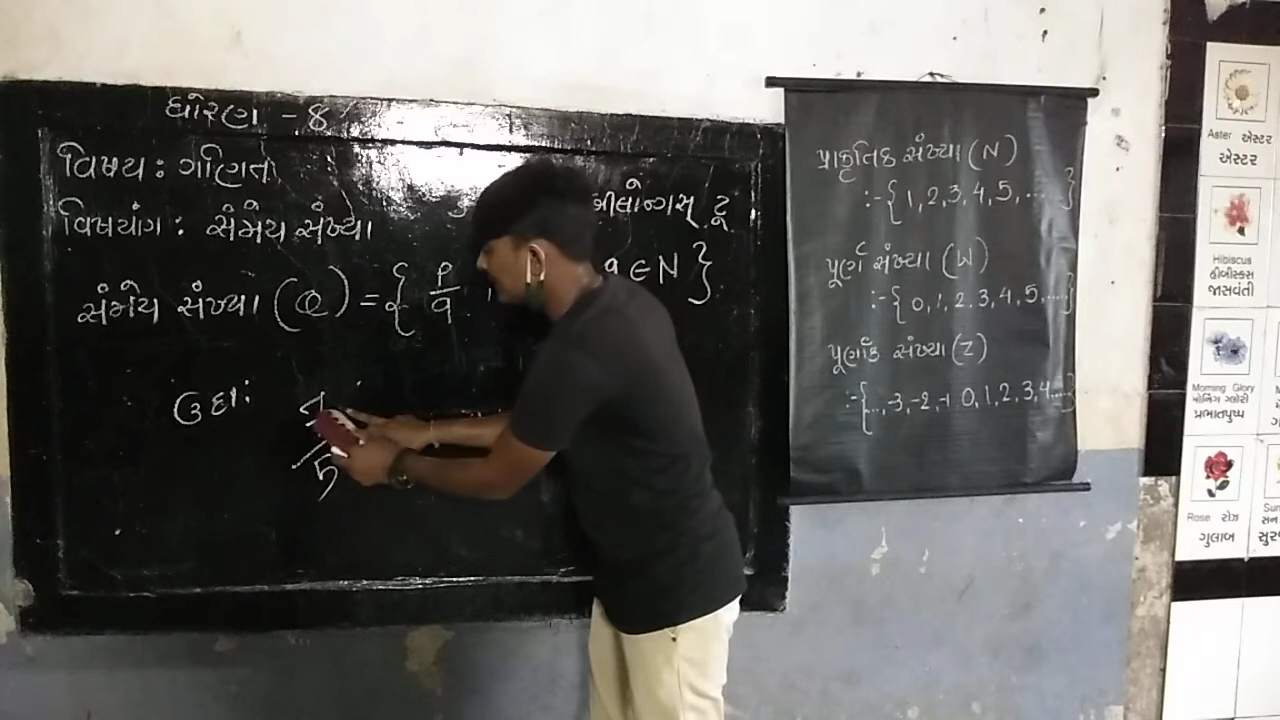 ધોરણ - 8
વિષય : ગણિત
વિષયાંગ : સંમેય સંખ્યા
બીલોન્ગસ્ ટૂ
સંમેય સંખ્યા (Q) = { p/q ∈ N }
ઉદા:
5
પ્રાકૃતિક સંખ્યા (N)
:- { 1, 2, 3, 4, 5, .... }
પૂર્ણ સંખ્યા (W)
:- { 0, 1, 2, 3, 4, 5, .... }
પૂર્ણાંક સંખ્યા (Z)
:- {..., -3, -2, -1 0, 1, 2, 3, 4, .... }
Aster એસ્ટર
એસ્ટર
Hibiscus
હીબીસ્કસ
જાસવંતી
Morning Glory
મોર્નિંગ ગ્લોરી
પ્રભાતપુષ્પ
Rose રોઝ
ગુલાબ